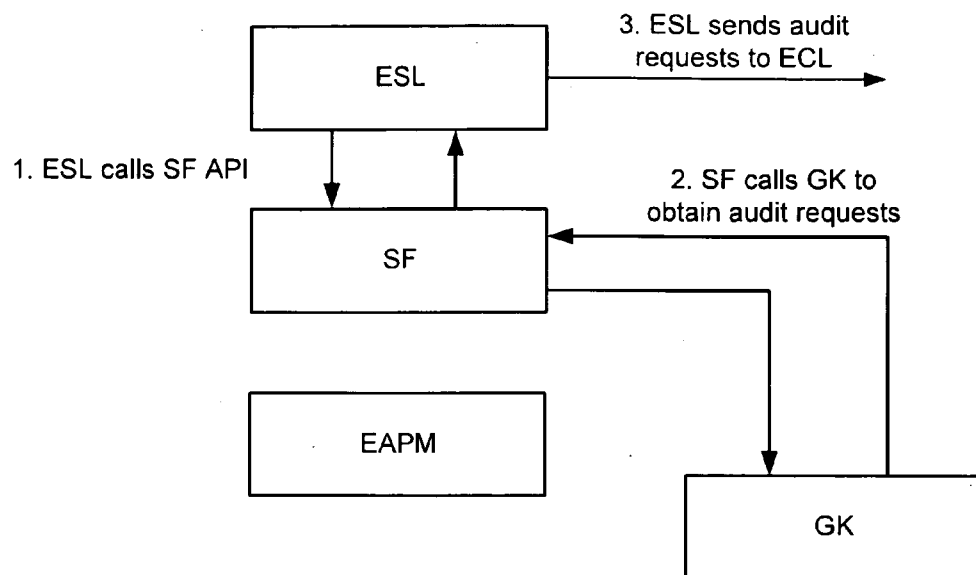 3. ESL sends audit
requests to ECL
ESL
1. ESL calls SF API
2. SF calls GK to
obtain audit requests
SF
EAPM
GK